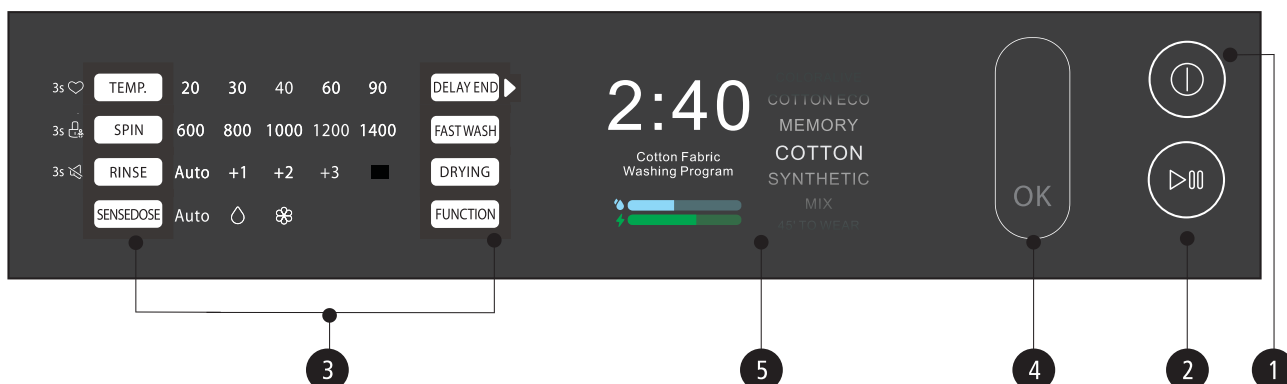 3s TEMP. 20 30 40 60 90 DELAY END
3s SPIN 600 800 1000 1200 1400 FAST WASH
3s RINSE Auto +1 +2 +3 DRYING
SENSEDOSE Auto FUNCTION
2:40
Cotton Fabric
Washing Program
COTTON ECO
MEMORY
COTTON
SYNTHETIC
MIX
45' TO WEAR
OK
3
5
4
2
1